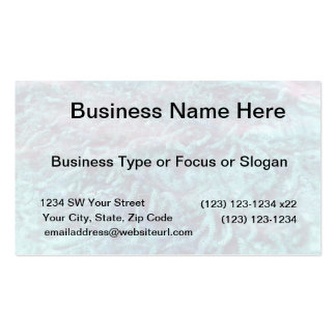 Business Name Here
Business Type or Focus or Slogan
1234 SW Your Street (123) 123-1234 x22
Your City, State, Zip Code (123) 123-1234
emailaddress@websiteurl.com